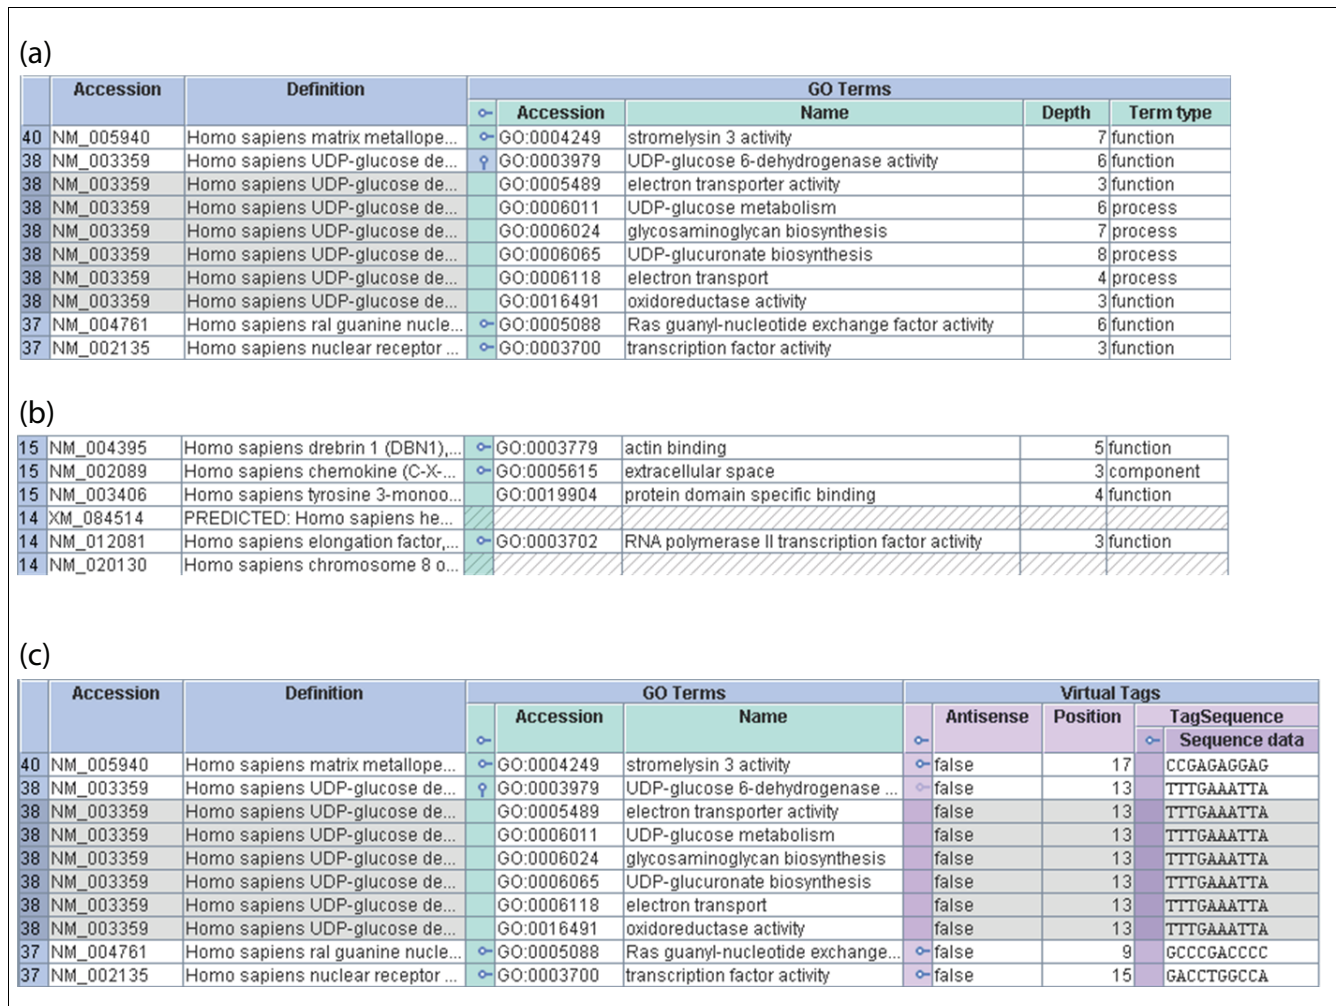 (a)
Accession Definition GO Terms
Accession Name Depth Term type
40 NM_005940 Homo sapiens matrix metallope... GO:0004249 stromelysin 3 activity 7 function
38 NM_003359 Homo sapiens UDP-glucose de... GO:0003979 UDP-glucose 6-dehydrogenase activity 6 function
38 NM_003359 Homo sapiens UDP-glucose de... GO:0005489 electron transporter activity 3 function
38 NM_003359 Homo sapiens UDP-glucose de... GO:0006011 UDP-glucose metabolism 6 process
38 NM_003359 Homo sapiens UDP-glucose de... GO:0006024 glycosaminoglycan biosynthesis 7 process
38 NM_003359 Homo sapiens UDP-glucose de... GO:0006065 UDP-glucuronate biosynthesis 8 process
38 NM_003359 Homo sapiens UDP-glucose de... GO:0006118 electron transport 4 process
38 NM_003359 Homo sapiens UDP-glucose de... GO:0016491 oxidoreductase activity 3 function
37 NM_004761 Homo sapiens ral guanine nucle... GO:0005088 Ras guanyl-nucleotide exchange factor activity 6 function
37 NM_002135 Homo sapiens nuclear receptor ... GO:0003700 transcription factor activity 3 function
(b)
15 NM_004395 Homo sapiens drebrin 1 (DBN1),... GO:0003779 actin binding 5 function
15 NM_002089 Homo sapiens chemokine (C-X-... GO:0005615 extracellular space 3 component
15 NM_003406 Homo sapiens tyrosine 3-monoo... GO:0019904 protein domain specific binding 4 function
14 XM_084514 PREDICTED: Homo sapiens he...
14 NM_012081 Homo sapiens elongation factor,... GO:0003702 RNA polymerase II transcription factor activity 3 function
14 NM_020130 Homo sapiens chromosome 8 o...
(c)
Accession Definition GO Terms Virtual Tags
Accession Name Antisense Position TagSequence
Sequence data
40 NM_005940 Homo sapiens matrix metallope... GO:0004249 stromelysin 3 activity false 17 CCGAGAGGAG
38 NM_003359 Homo sapiens UDP-glucose de... GO:0003979 UDP-glucose 6-dehydrogenase ... false 13 TTTGAAATTA
38 NM_003359 Homo sapiens UDP-glucose de... GO:0005489 electron transporter activity false 13 TTTGAAATTA
38 NM_003359 Homo sapiens UDP-glucose de... GO:0006011 UDP-glucose metabolism false 13 TTTGAAATTA
38 NM_003359 Homo sapiens UDP-glucose de... GO:0006024 glycosaminoglycan biosynthesis false 13 TTTGAAATTA
38 NM_003359 Homo sapiens UDP-glucose de... GO:0006065 UDP-glucuronate biosynthesis false 13 TTTGAAATTA
38 NM_003359 Homo sapiens UDP-glucose de... GO:0006118 electron transport false 13 TTTGAAATTA
38 NM_003359 Homo sapiens UDP-glucose de... GO:0016491 oxidoreductase activity false 13 TTTGAAATTA
37 NM_004761 Homo sapiens ral guanine nucle... GO:0005088 Ras guanyl-nucleotide exchange... false 9 GCCCGACCCC
37 NM_002135 Homo sapiens nuclear receptor ... GO:0003700 transcription factor activity false 15 GACCTGGCCA